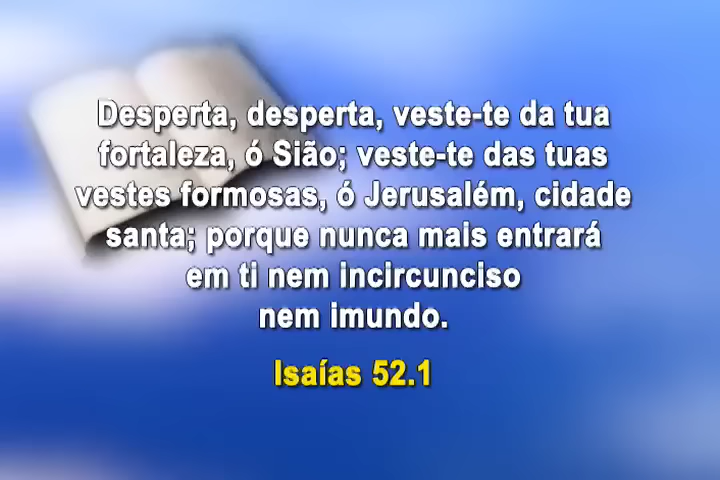 Desperta, desperta, veste-te da tua
fortaleza, ó Sião; veste-te das tuas
vestes formosas, ó Jerusalém, cidade
santa; porque nunca mais entrará
em ti nem incircunciso
nem imundo.
Isaías 52.1